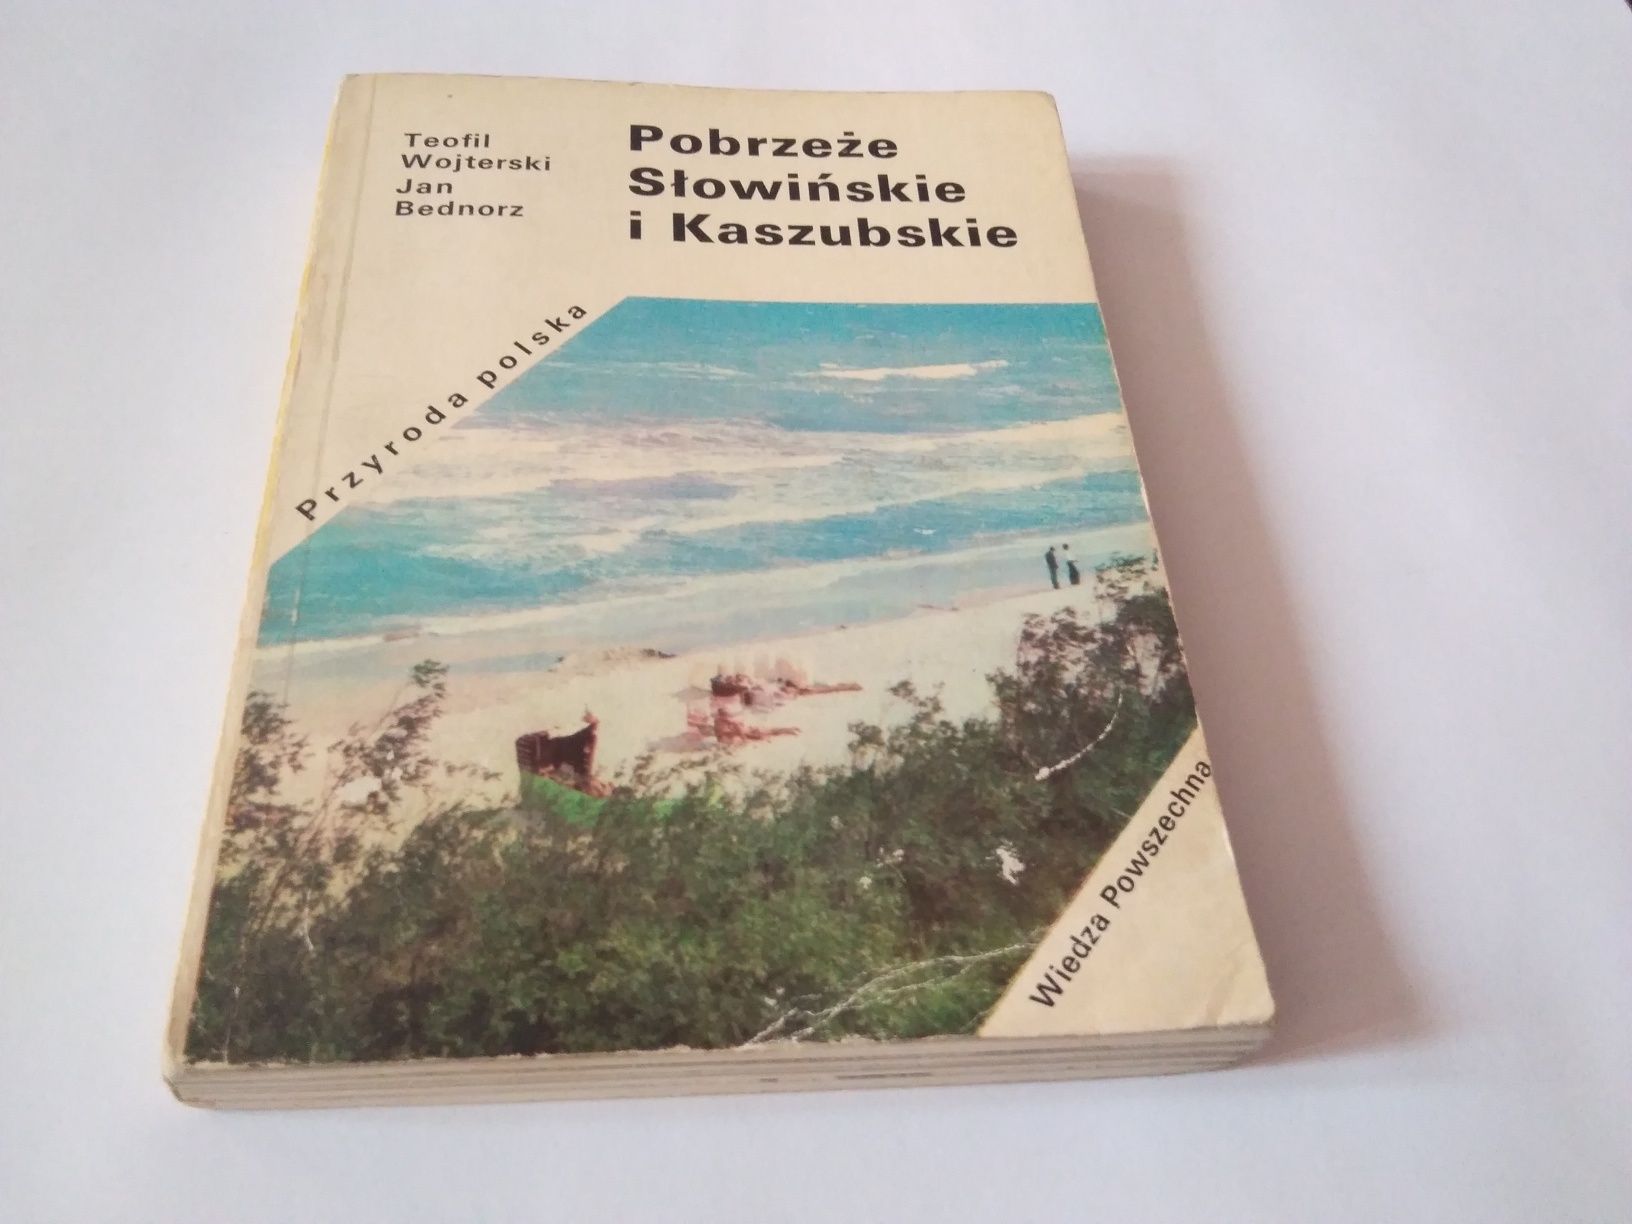 Teofil
Wojterski
Jan
Bednorz
Pobrzeże
Słowińskie
i Kaszubskie
Przyroda polska
Wiedza Powszechna